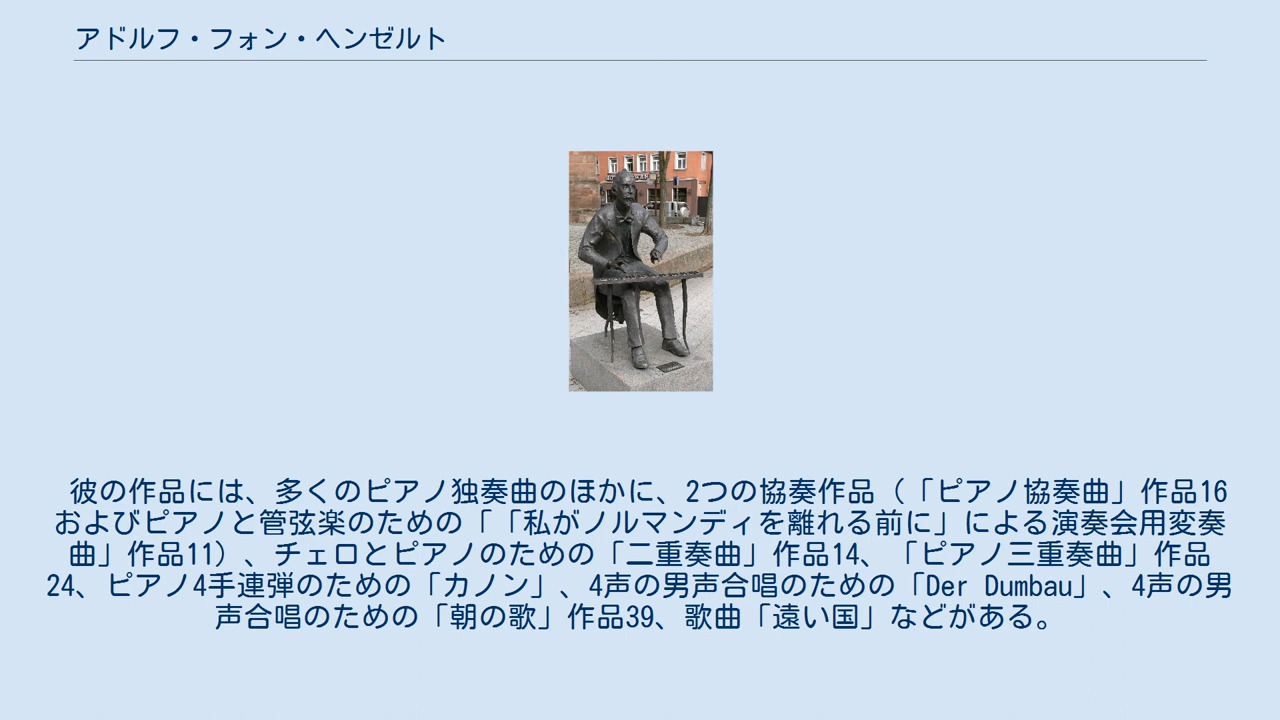 アドルフ・フォン・ヘンゼルト
彼の作品には、多くのピアノ独奏曲のほかに、2つの協奏作品（「ピアノ協奏曲」作品16
およびピアノと管弦楽のための「「私がノルマンディを離れる前に」による演奏会用変奏
曲」作品11）、チェロとピアノのための「二重奏曲」作品14、「ピアノ三重奏曲」作品
24、ピアノ4手連弾のための「カノン」、4声の男声合唱のための「Der Dumbau」、4声の男
声合唱のための「朝の歌」作品39、歌曲「遠い国」などがある。